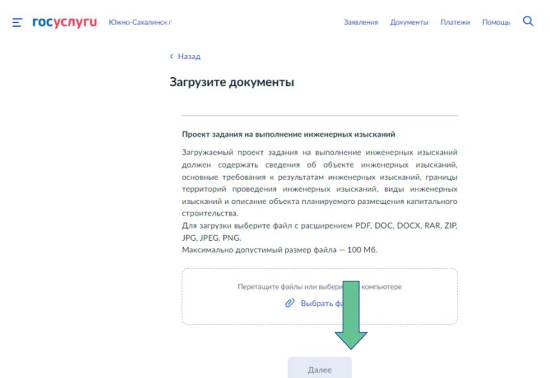 госуслуги Южно-Сахалинск г Заявления Документы Платежи Помощь
‹ Назад
Загрузите документы
Проект задания на выполнение инженерных изысканий
Загружаемый проект задания на выполнение инженерных изысканий
должен содержать сведения об объекте инженерных изысканий,
основные требования к результатам инженерных изысканий, границы
территорий проведения инженерных изысканий, виды инженерных
изысканий и описание объекта планируемого размещения капитального
строительства.
Для загрузки выберите файл с расширением PDF, DOC, DOCX, RAR, ZIP,
JPG, JPEG, PNG.
Максимально допустимый размер файла — 100 Мб.
Перетащите файлы или компьютере
Выбрать
Далее